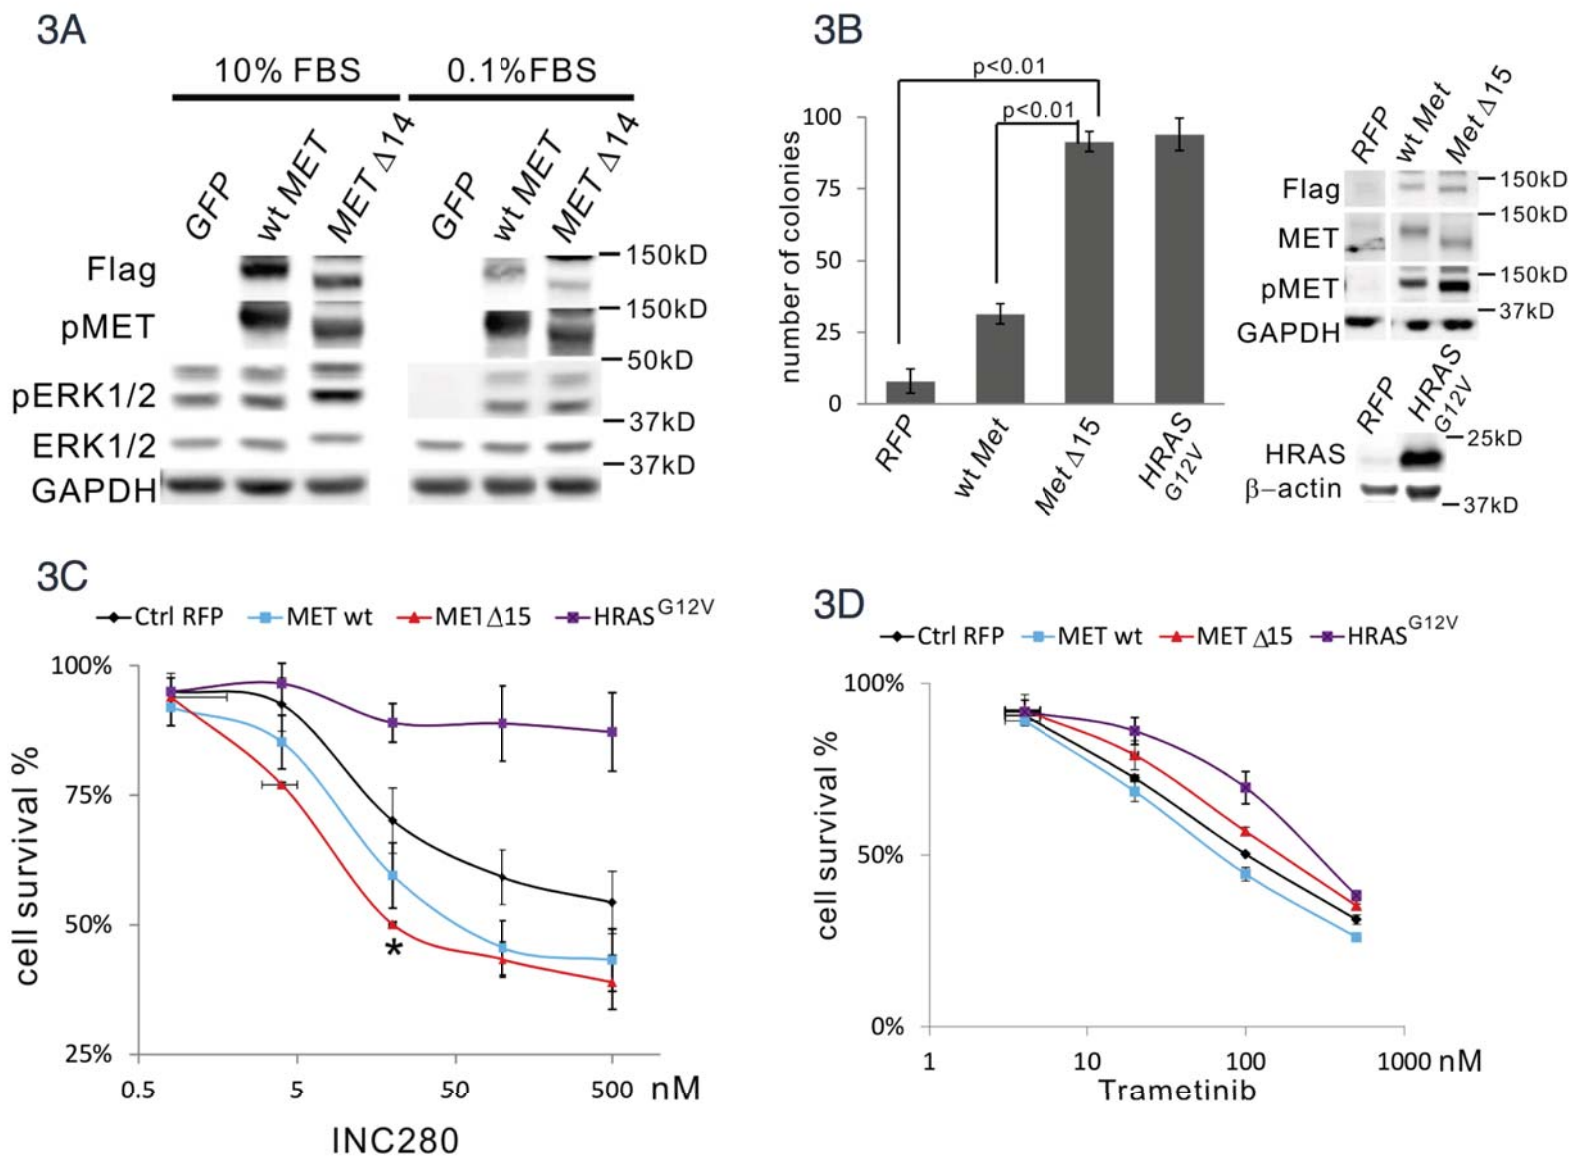 3A
10% FBS
0.1%FBS
GFP
wt MET
MET Δ14
GFP
wt MET
MET Δ14
Flag
150kD
pMET
150kD
50kD
pERK1/2
37kD
ERK1/2
37kD
GAPDH
3B
p<0.01
p<0.01
number of colonies
100
75
50
25
0
RFP
wt Met
Met Δ15
HRAS
G12V
RFP
wt Met
Met Δ15
Flag
150kD
150kD
MET
pMET
150kD
37kD
GAPDH
RFP
HRAS
G12V
25kD
HRAS
β-actin
37kD
3C
Ctrl RFP
MET wt
MET Δ15
HRAS G12V
cell survival %
100%
75%
50%
25%
*
0.5
5
50
500 nM
INC280
3D
Ctrl RFP
MET wt
MET Δ15
HRAS G12V
cell survival %
100%
50%
0%
1
10
100
1000 nM
Trametinib